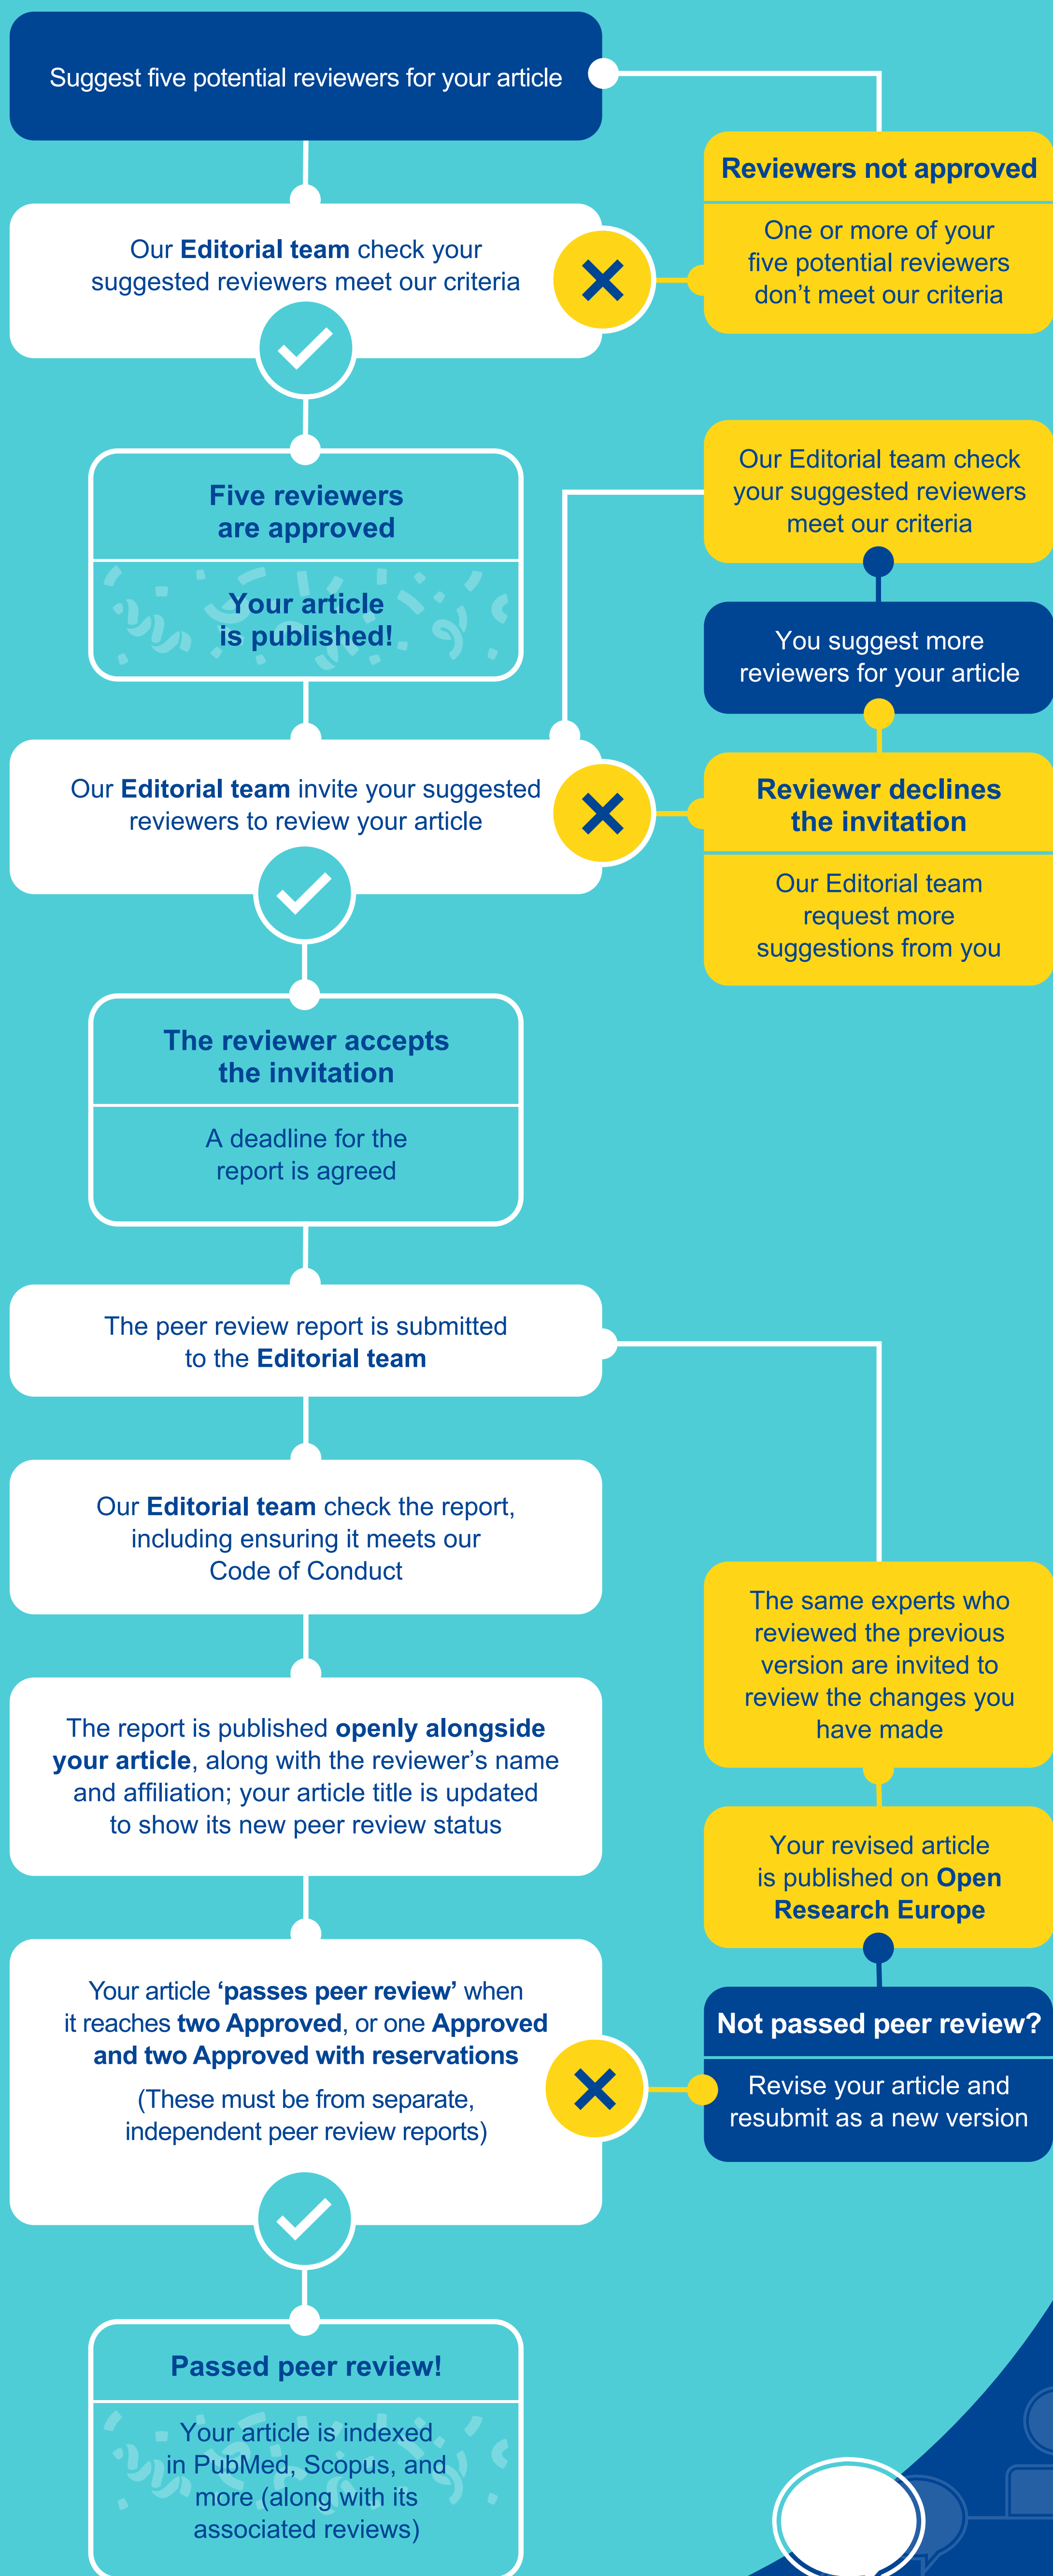 Suggest five potential reviewers for your article
Reviewers not approved
One or more of your
five potential reviewers
don’t meet our criteria
Our Editorial team check your
suggested reviewers meet our criteria
Five reviewers
are approved
Your article
is published!
Our Editorial team check
your suggested reviewers
meet our criteria
You suggest more
reviewers for your article
Our Editorial team invite your suggested
reviewers to review your article
Reviewer declines
the invitation
Our Editorial team
request more
suggestions from you
The reviewer accepts
the invitation
A deadline for the
report is agreed
The peer review report is submitted
to the Editorial team
Our Editorial team check the report,
including ensuring it meets our
Code of Conduct
The report is published openly alongside
your article, along with the reviewer’s name
and affiliation; your article title is updated
to show its new peer review status
The same experts who
reviewed the previous
version are invited to
review the changes you
have made
Your revised article
is published on Open
Research Europe
Your article ‘passes peer review’ when
it reaches two Approved, or one Approved
and two Approved with reservations
(These must be from separate,
independent peer review reports)
Not passed peer review?
Revise your article and
resubmit as a new version
Passed peer review!
Your article is indexed
in PubMed, Scopus, and
more (along with its
associated reviews)